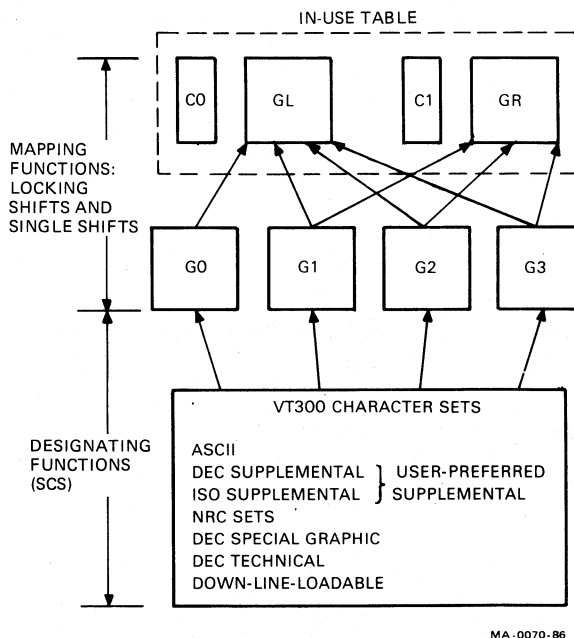 IN-USE TABLE
C0
GL
C1
GR
MAPPING
FUNCTIONS:
LOCKING
SHIFTS AND
SINGLE SHIFTS
G0
G1
G2
G3
VT300 CHARACTER SETS
DESIGNATING
FUNCTIONS
(SCS)
ASCII
DEC SUPPLEMENTAL } USER-PREFERRED
ISO SUPPLEMENTAL } SUPPLEMENTAL
NRC SETS
DEC SPECIAL GRAPHIC
DEC TECHNICAL
DOWN-LINE-LOADABLE
MA-0070-86